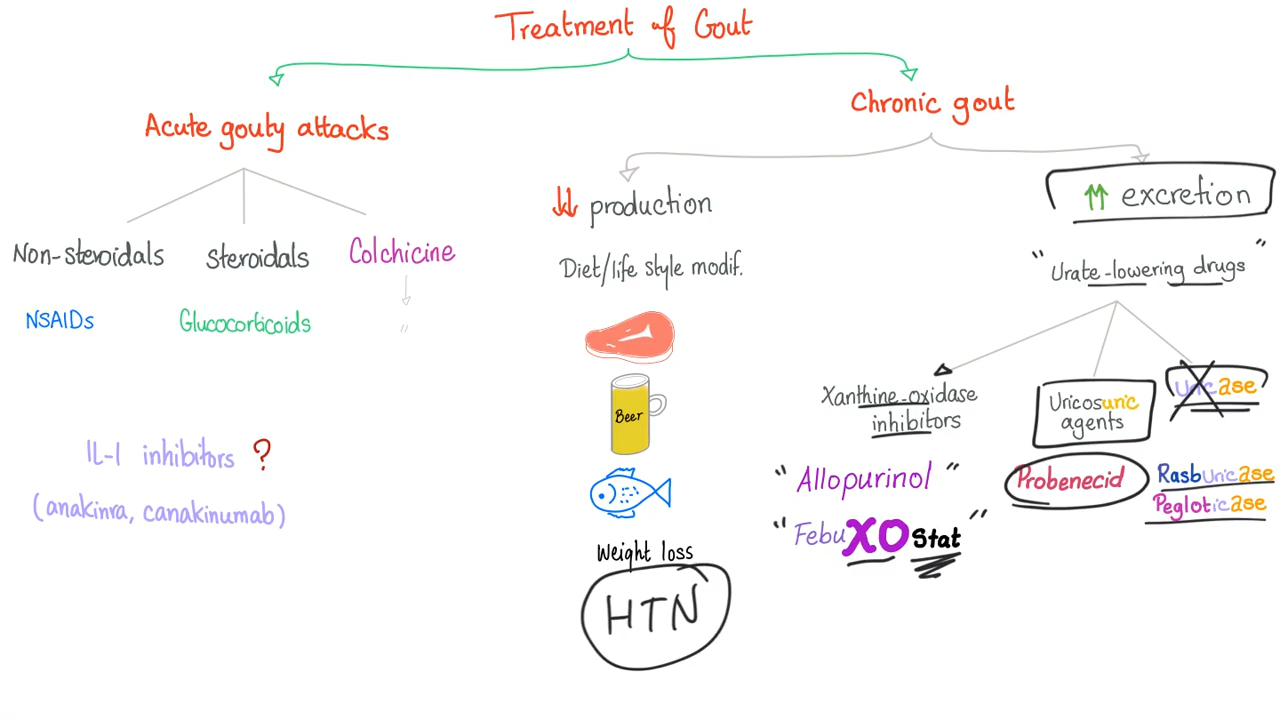 Treatment of Gout
Acute gouty attacks
Non-steroidals
Steroidals
Colchicine
NSAIDs
Glucocorticoids
"
IL-1 inhibitors ?
(anakinra, canakinumab)
Chronic gout
↓↓ production
Diet/life style modif.
Beer
Weight loss
HTN
↑↑ excretion
"Urate-lowering drugs"
Xanthine-oxidase
inhibitors
"Allopurinol"
"FebuXOStat"
Uricosuric
agents
Probenecid
Uricase
RasbUricase
Pegloticase